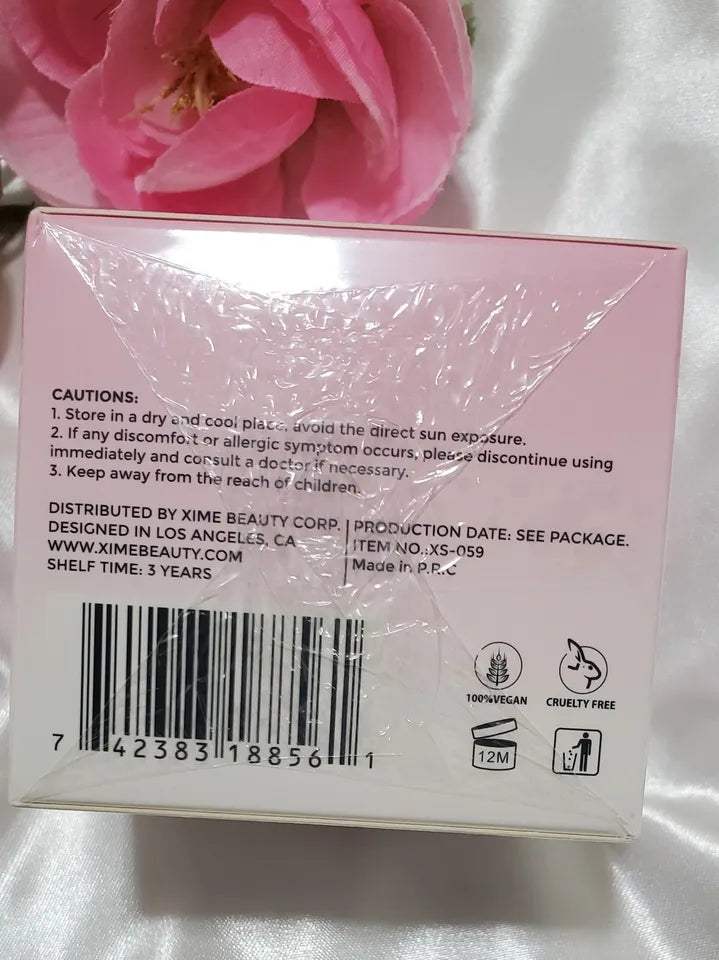 CAUTIONS:
1. Store in a dry and cool place, avoid the direct sun exposure.
2. If any discomfort or allergic symptom occurs, please discontinue using
immediately and consult a doctor if necessary.
3. Keep away from the reach of children.
DISTRIBUTED BY XIME BEAUTY CORP.
DESIGNED IN LOS ANGELES, CA
WWW.XIMEBEAUTY.COM
SHELF TIME: 3 YEARS
PRODUCTION DATE: SEE PACKAGE.
ITEM NO.:XS-059
Made in P.R.C
7 42383 18856 1
100%VEGAN
CRUELTY FREE
12M